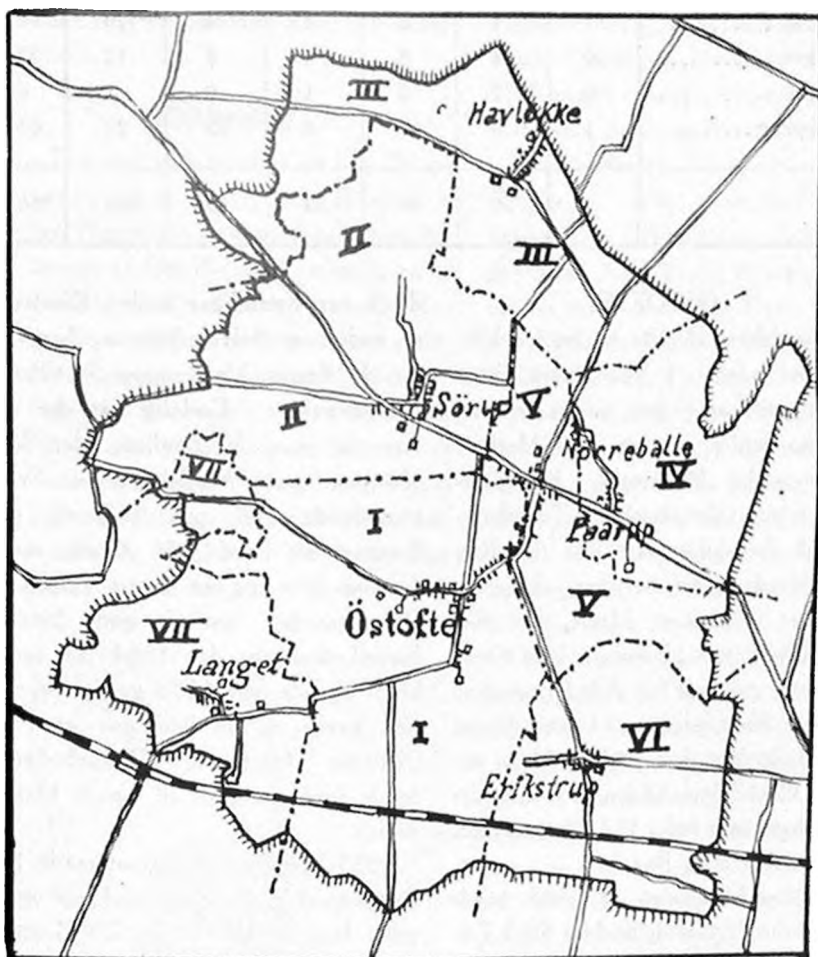 III
Havløkke
II
III
II
Sörup
V
Nörreballe
VII
IV
I
Paarup
Östofte
V
VII
Langet
I
VI
Erikstrup